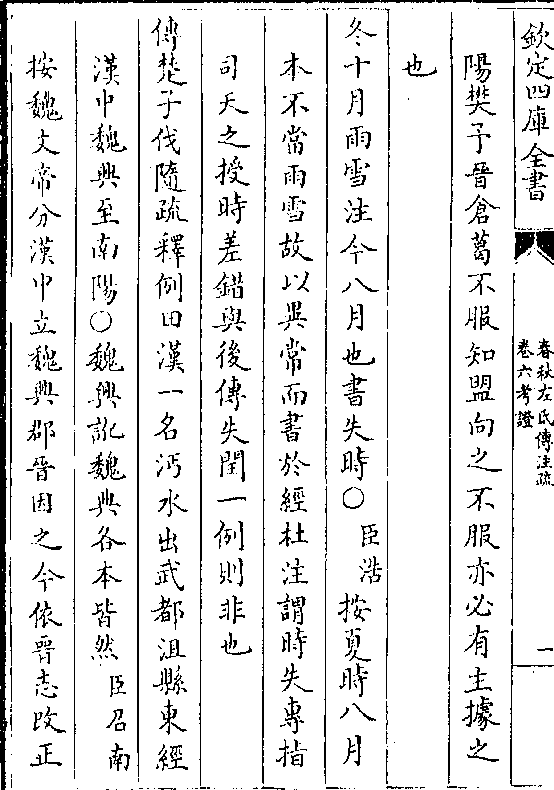 欽定四庫全書
春秋左氏傳注疏
卷六考證
一
陽樊予晉倉葛不服知盟向之不服亦必有主據之
也
冬十月雨雪注今八月也書失時○臣浩按夏時八月
本不當雨雪故以異常而書於經杜注謂時失專指
司天之授時差錯與後傳失閏一例則非也
傳楚子伐隨疏釋例曰漢一名沔水出武都沮縣東經
漢中魏興至南陽○魏興訛魏典各本皆然臣召南
按魏文帝分漢中立魏興郡晉因之今依晉志改正